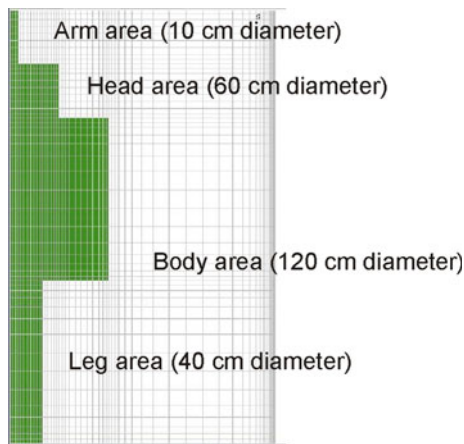 Arm area (10 cm diameter)
Head area (60 cm diameter)
Body area (120 cm diameter)
Leg area (40 cm diameter)